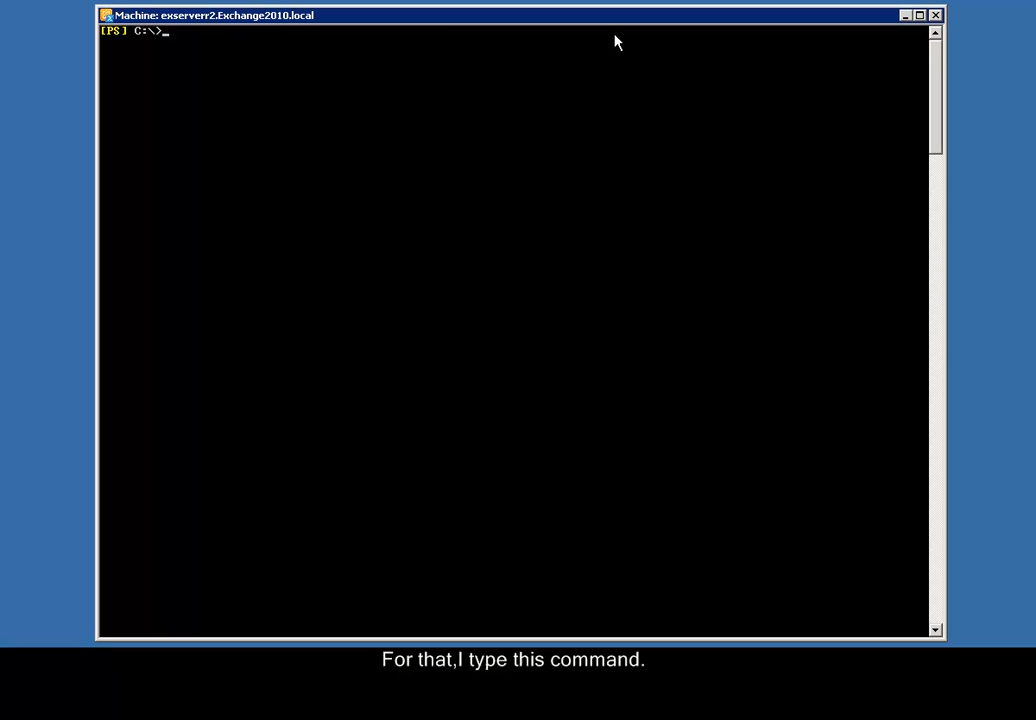 Machine: exserverr2.Exchange2010.local
[PS] C:\>_
For that,I type this command.